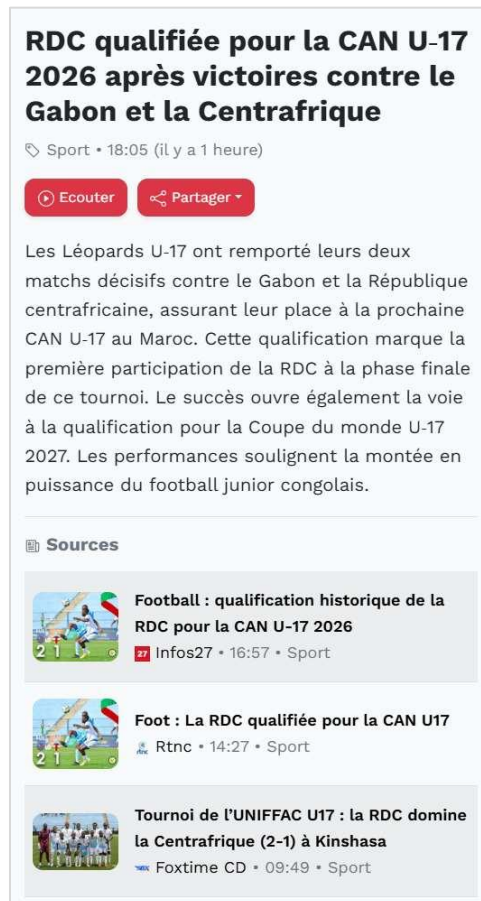 RDC qualifiée pour la CAN U-17
2026 après victoires contre le
Gabon et la Centrafrique
Sport • 18:05 (il y a 1 heure)
Ecouter
Partager
Les Léopards U-17 ont remporté leurs deux
matchs décisifs contre le Gabon et la République
centrafricaine, assurant leur place à la prochaine
CAN U-17 au Maroc. Cette qualification marque la
première participation de la RDC à la phase finale
de ce tournoi. Le succès ouvre également la voie
à la qualification pour la Coupe du monde U-17
2027. Les performances soulignent la montée en
puissance du football junior congolais.
Sources
Football : qualification historique de la
RDC pour la CAN U-17 2026
27 Infos27 • 16:57 • Sport
2 1
Foot : La RDC qualifiée pour la CAN U17
Rtnc • 14:27 • Sport
2 1
Tournoi de l’UNIFFAC U17 : la RDC domine
la Centrafrique (2-1) à Kinshasa
Foxtime CD • 09:49 • Sport